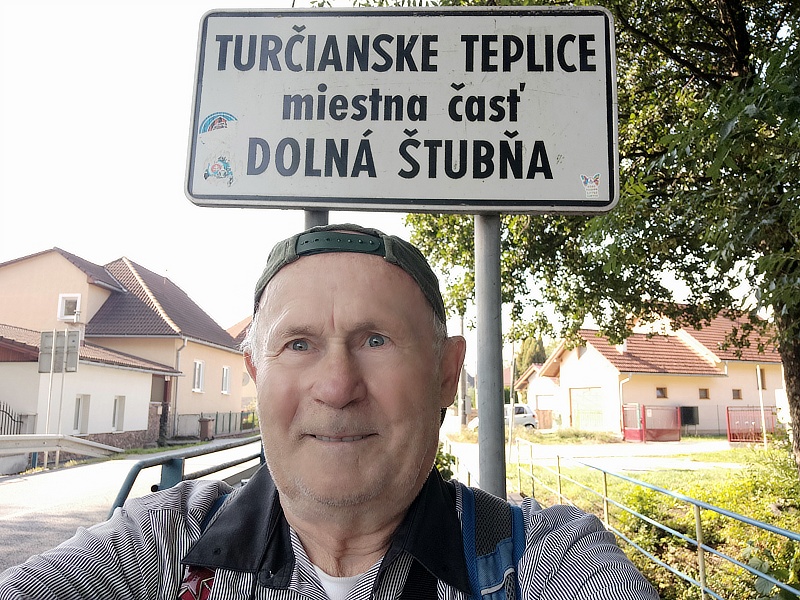 TURČIANSKE TEPLICE
miestna časť
DOLNÁ ŠTUBŇA